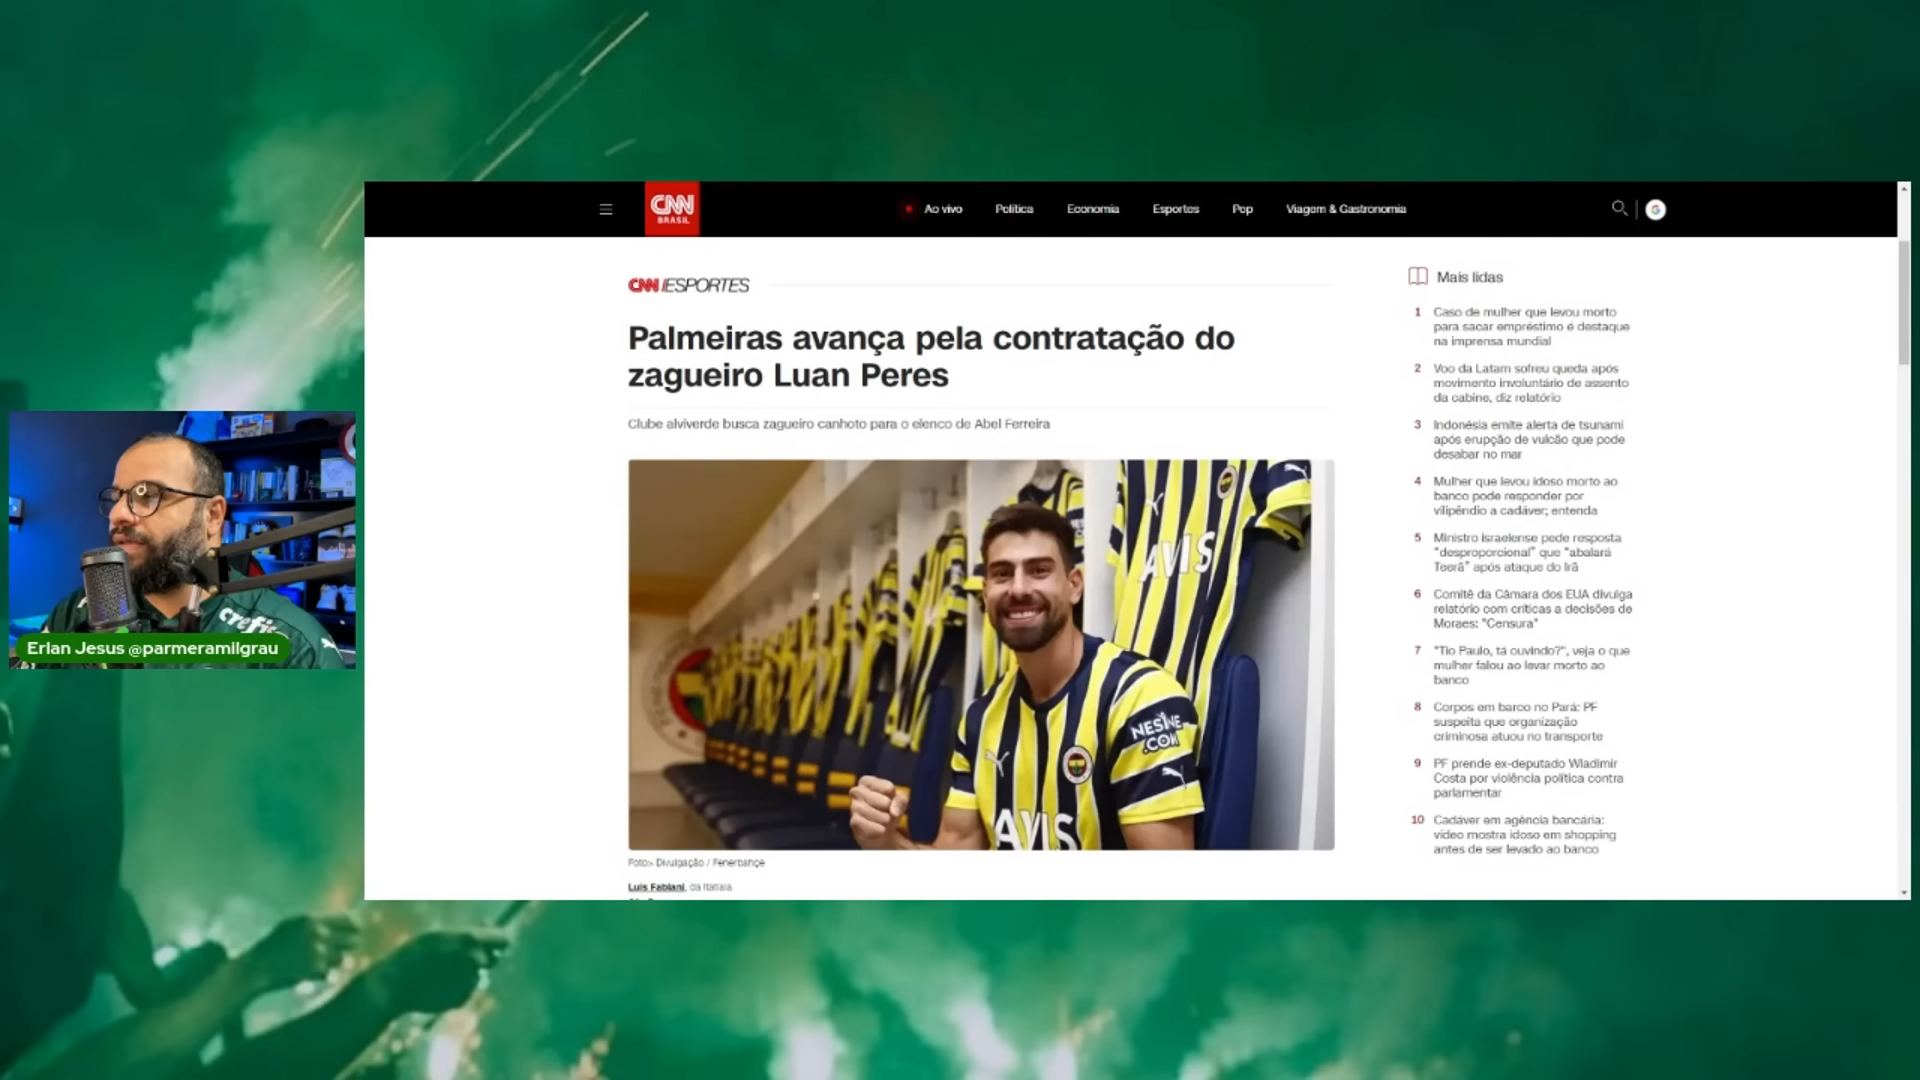 CNN
BRASIL
Ao vivo
Política
Economia
Esportes
Pop
Viagem & Gastronomia
CNN ESPORTES
Palmeiras avança pela contratação do
zagueiro Luan Peres
Clube alviverde busca zagueiro canhoto para o elenco de Abel Ferreira
AVIS
NESINE
.COM
AVIS
Foto:- Divulgação / Fenerbahçe
Luis Fabiani, da Itatiaia
Mais lidas
1 Caso de mulher que levou morto
para sacar empréstimo é destaque
na imprensa mundial
2 Voo da Latam sofreu queda após
movimento involuntário de assento
da cabine, diz relatório
3 Indonésia emite alerta de tsunami
após erupção de vulcão que pode
desabar no mar
4 Mulher que levou idoso morto ao
banco pode responder por
vilipêndio a cadáver; entenda
5 Ministro israelense pede resposta
"desproporcional" que "abalará
Teerã" após ataque do Irã
6 Comitê da Câmara dos EUA divulga
relatório com críticas a decisões de
Moraes: "Censura"
7 "Tio Paulo, tá ouvindo?", veja o que
mulher falou ao levar morto ao
banco
8 Corpos em barco no Pará: PF
suspeita que organização
criminosa atuou no transporte
9 PF prende ex-deputado Wladimir
Costa por violência política contra
parlamentar
10 Cadáver em agência bancária:
vídeo mostra idoso em shopping
antes de ser levado ao banco
crefisa
Erlan Jesus @parmeramilgrau